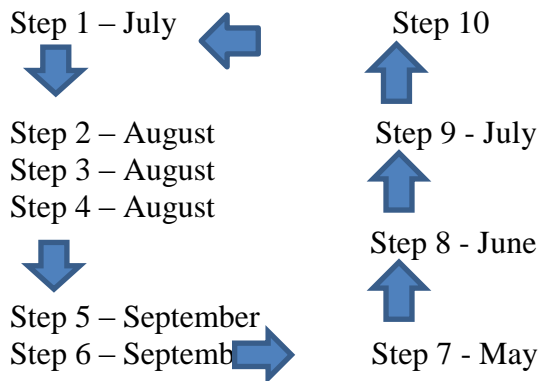 Step 1 – July
Step 2 – August
Step 3 – August
Step 4 – August
Step 5 – September
Step 6 – Septemb
Step 7 - May
Step 8 - June
Step 9 - July
Step 10